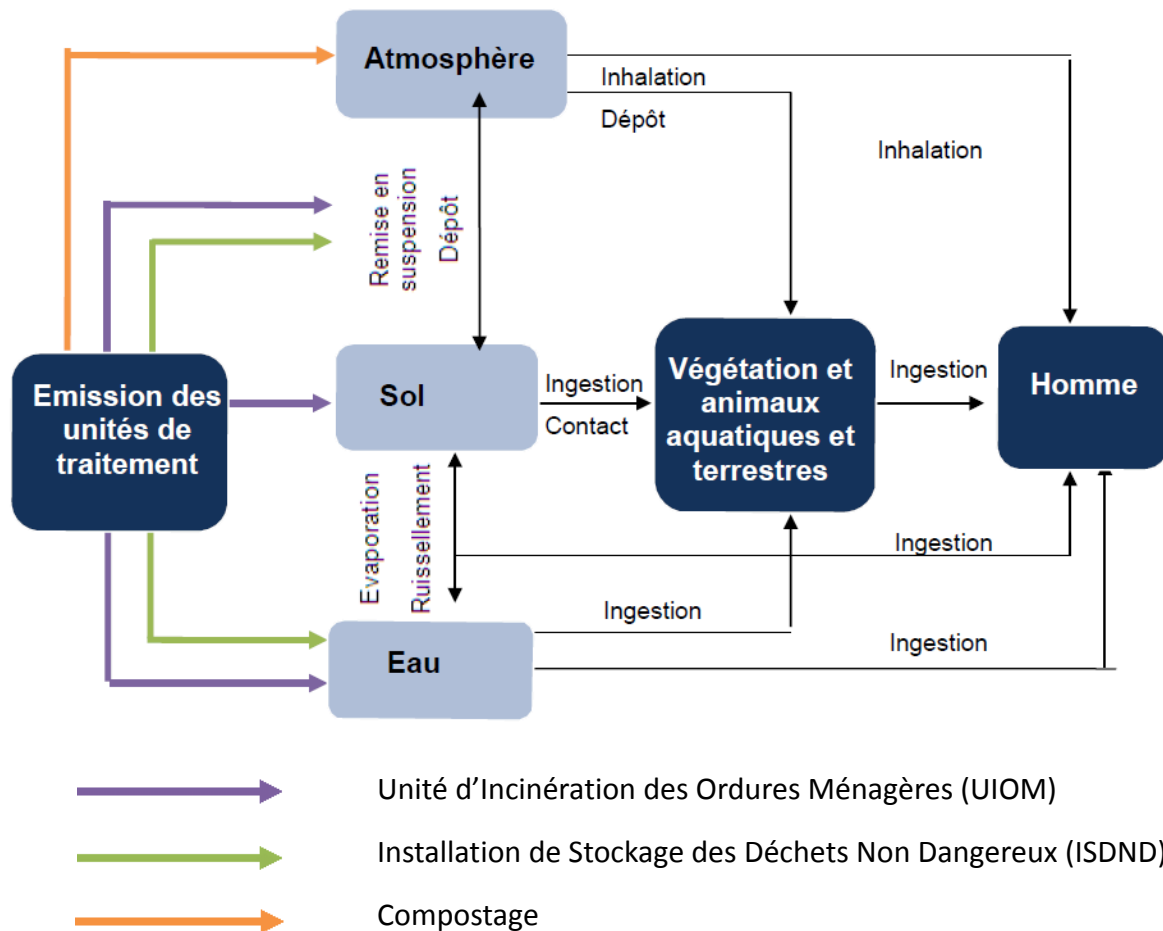 Atmosphère
Inhalation
Dépôt
Inhalation
Remise en
suspension
Dépôt
Emission des
unités de
traitement
Sol
Ingestion
Contact
Végétation et
animaux
aquatiques et
terrestres
Ingestion
Homme
Evaporation
Ruissellement
Ingestion
Eau
Ingestion
Ingestion
Unité d’Incinération des Ordures Ménagères (UIOM)
Installation de Stockage des Déchets Non Dangereux (ISDND)
Compostage